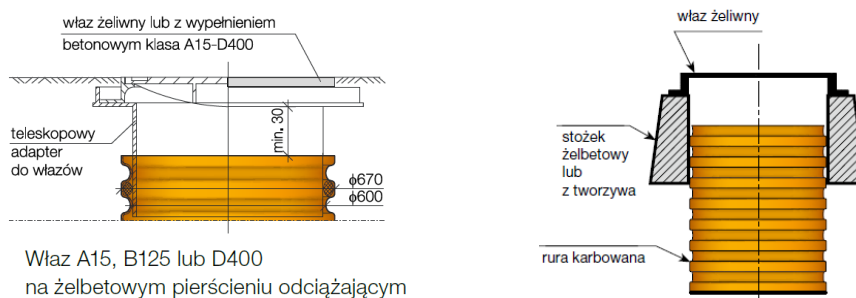 właz żeliwny lub z wypełnieniem
betonowym klasa A15-D400
teleskopowy
adapter
do włazów
min. 30
ϕ670
ϕ600
Właz A15, B125 lub D400
na żelbetowym pierścieniu odciążającym
właz żeliwny
stożek
żelbetowy
lub
z tworzywa
rura karbowana